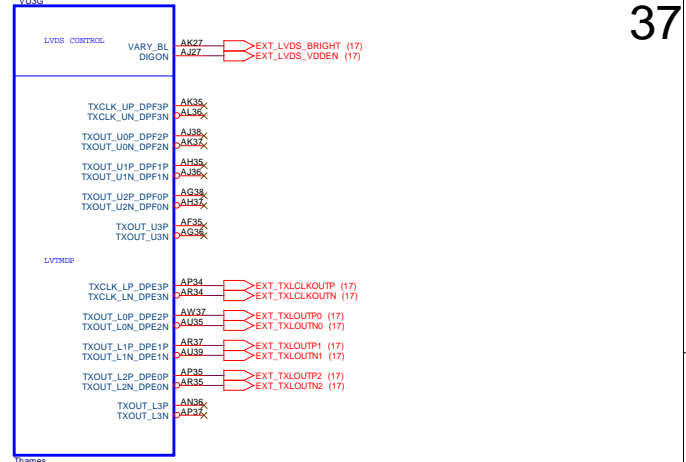 VU3G
37
LVDS CONTROL
VARY_BL AK27 EXT_LVDS_BRIGHT (17)
DIGON AJ27 EXT_LVDS_VDDEN (17)
TXCLK_UP_DPF3P AK35
TXCLK_UN_DPF3N AL36
TXOUT_U0P_DPF2P AJ38
TXOUT_U0N_DPF2N AK37
TXOUT_U1P_DPF1P AH35
TXOUT_U1N_DPF1N AJ36
TXOUT_U2P_DPF0P AG38
TXOUT_U2N_DPF0N AH37
TXOUT_U3P AF35
TXOUT_U3N AG36
LVTMDP
TXCLK_LP_DPE3P AP34 EXT_TXLCLKOUTP (17)
TXCLK_LN_DPE3N AR34 EXT_TXLCLKOUTN (17)
TXOUT_L0P_DPE2P AW37 EXT_TXLOUTP0 (17)
TXOUT_L0N_DPE2N AU35 EXT_TXLOUTN0 (17)
TXOUT_L1P_DPE1P AR37 EXT_TXLOUTP1 (17)
TXOUT_L1N_DPE1N AU39 EXT_TXLOUTN1 (17)
TXOUT_L2P_DPE0P AP35 EXT_TXLOUTP2 (17)
TXOUT_L2N_DPE0N AR35 EXT_TXLOUTN2 (17)
TXOUT_L3P AN36
TXOUT_L3N AP37
Thames